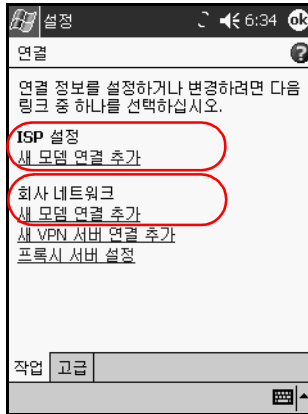 설정 6:34 ok
연결 ?
연결 정보를 설정하거나 변경하려면 다음
링크 중 하나를 선택하십시오.
ISP 설정
새 모뎀 연결 추가
회사 네트워크
새 모뎀 연결 추가
새 VPN 서버 연결 추가
프록시 서버 설정
작업 고급